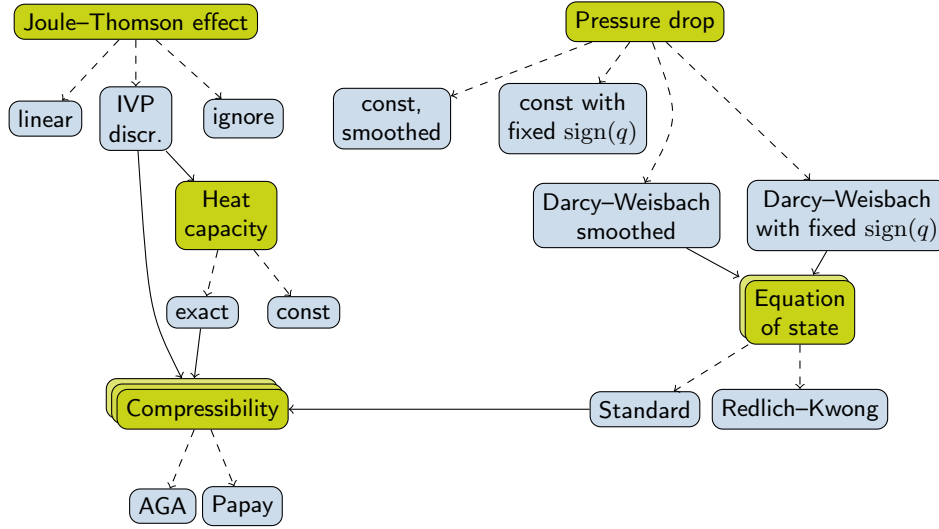 Joule–Thomson effect
Pressure drop
linear
IVP
discr.
ignore
const,
smoothed
const with
fixed sign(q)
Heat
capacity
Darcy–Weisbach
smoothed
Darcy–Weisbach
with fixed sign(q)
exact
const
Equation
of state
Compressibility
Standard
Redlich–Kwong
AGA
Papay